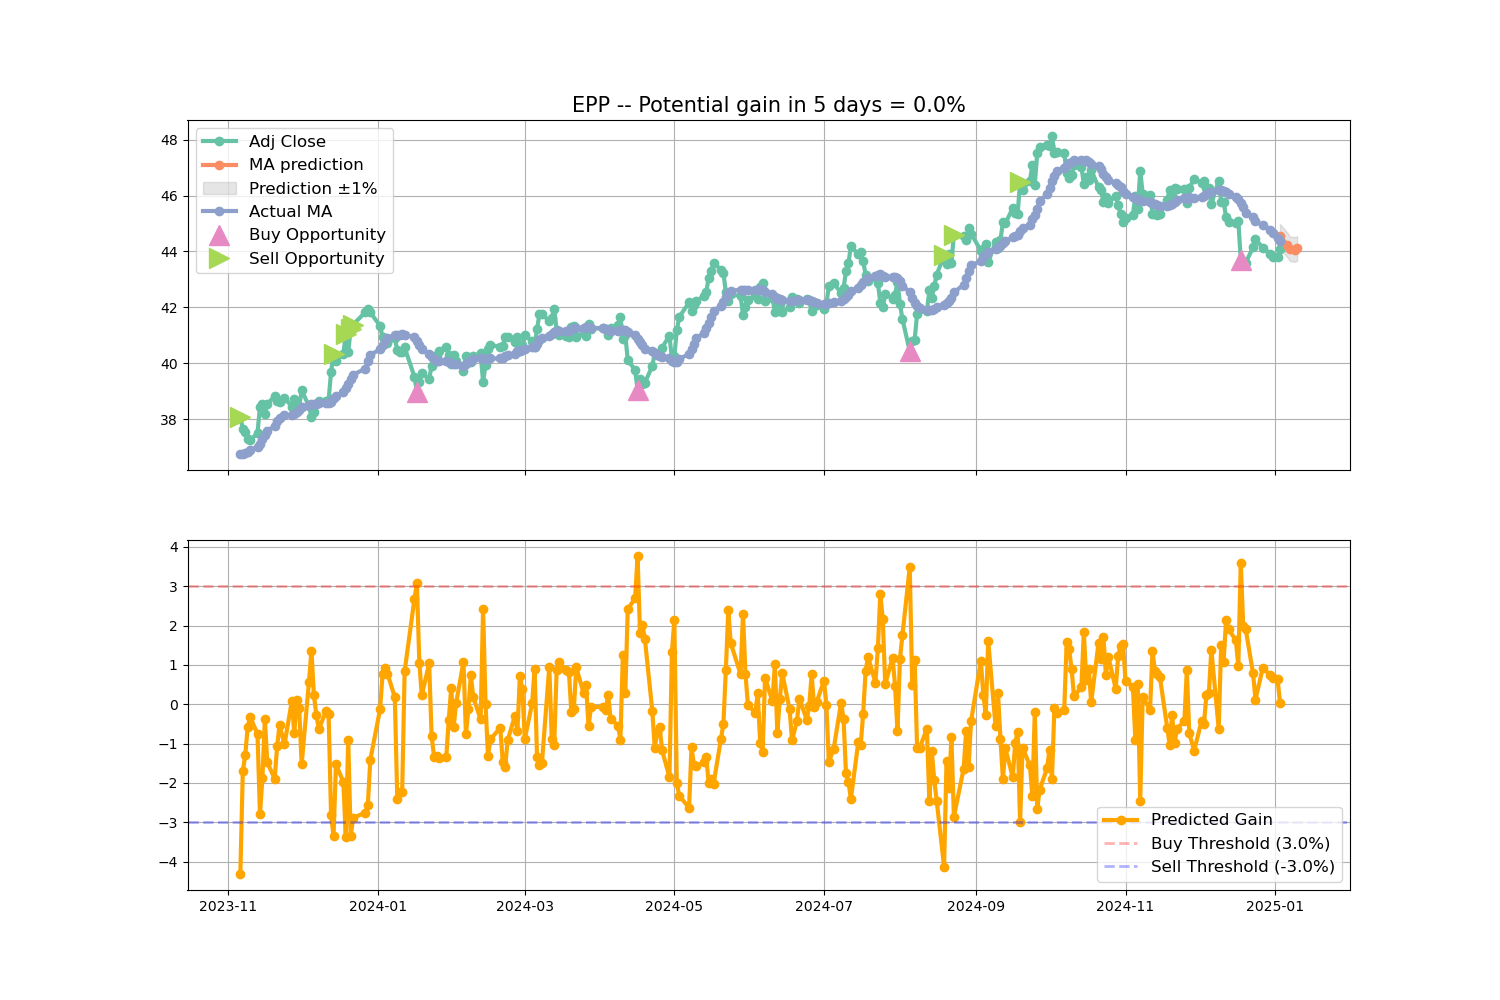 EPP -- Potential gain in 5 days = 0.0%
48
46
44
42
40
38
Adj Close
MA prediction
Prediction ±1%
Actual MA
Buy Opportunity
Sell Opportunity
4
3
2
1
0
−1
−2
−3
−4
Predicted Gain
Buy Threshold (3.0%)
Sell Threshold (-3.0%)
2023-11
2024-01
2024-03
2024-05
2024-07
2024-09
2024-11
2025-01